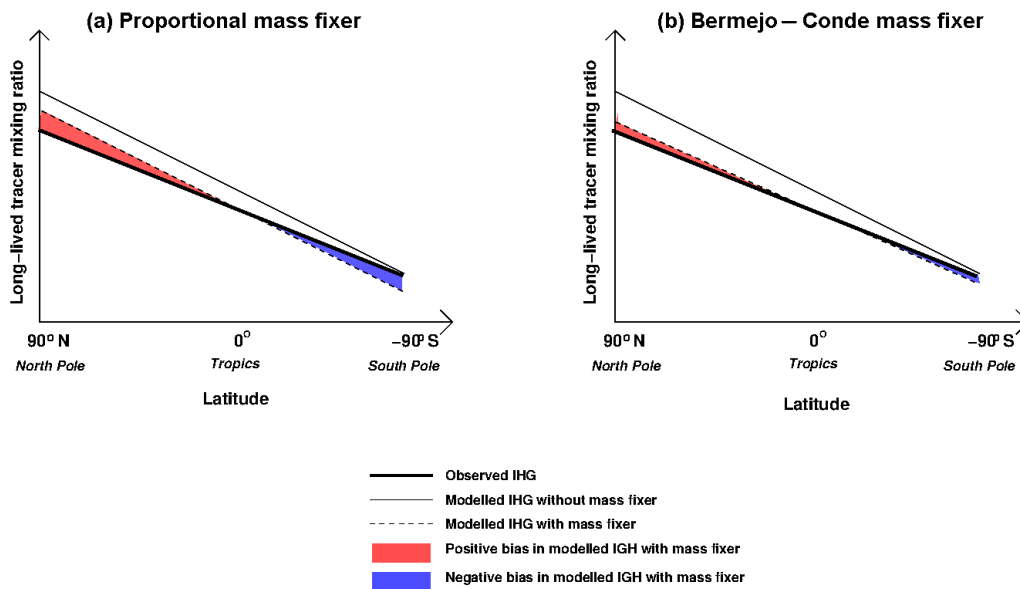 (a) Proportional mass fixer
Long–lived tracer mixing ratio
90° N
0°
–90° S
North Pole
Tropics
South Pole
Latitude
(b) Bermejo – Conde mass fixer
Long–lived tracer mixing ratio
90° N
0°
–90° S
North Pole
Tropics
South Pole
Latitude
Observed IHG
Modelled IHG without mass fixer
Modelled IHG with mass fixer
Positive bias in modelled IGH with mass fixer
Negative bias in modelled IGH with mass fixer